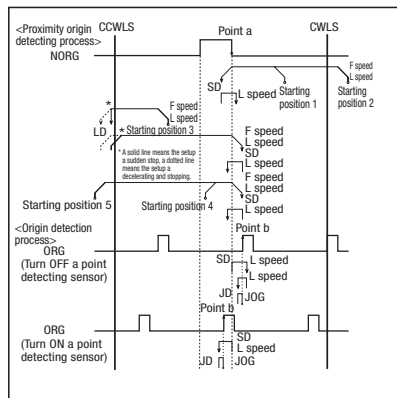 <Proximity origin detecting process>
CCWLS
Point a
CWLS
NORG
F speed
L speed
SD
L speed
Starting position 1
Starting position 2
*
F speed
L speed
LD
* Starting position 3
F speed
L speed
SD
* A solid line means the setup
a sudden stop, a dotted line
means the setup a
decelerating and stopping.
L speed
F speed
L speed
SD
Starting position 5
Starting position 4
L speed
<Origin detection
process>
Point b
ORG
(Turn OFF a point
detecting sensor)
SD
L speed
L speed
JD
JOG
Point b
ORG
(Turn ON a point
detecting sensor)
SD
L speed
JD
JOG